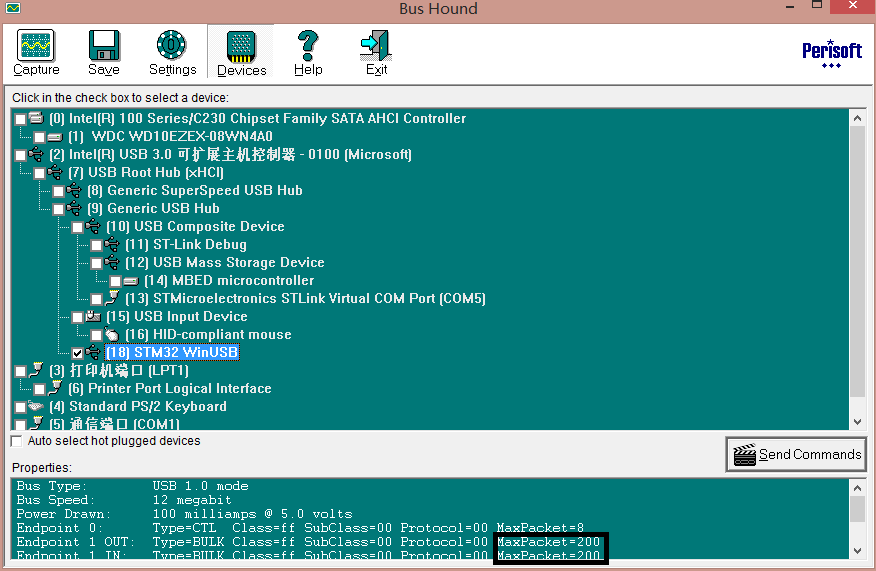 Bus Hound
Capture Save Settings Devices Help Exit
Perisoft
Click in the check box to select a device:
(0) Intel(R) 100 Series/C230 Chipset Family SATA AHCI Controller
(1) WDC WD10EZEX-08WN4A0
(2) Intel(R) USB 3.0 可扩展主机控制器 - 0100 (Microsoft)
(7) USB Root Hub (xHCI)
(8) Generic SuperSpeed USB Hub
(9) Generic USB Hub
(10) USB Composite Device
(11) ST-Link Debug
(12) USB Mass Storage Device
(14) MBED microcontroller
(13) STMicroelectronics STLink Virtual COM Port (COM5)
(15) USB Input Device
(16) HID-compliant mouse
(18) STM32 WinUSB
(3) 打印机端口 (LPT1)
(6) Printer Port Logical Interface
(4) Standard PS/2 Keyboard
(5) 通信端口 (COM1)
Auto select hot plugged devices
Send Commands
Properties:
Bus Type: USB 1.0 mode
Bus Speed: 12 megabit
Power Drawn: 100 milliamps @ 5.0 volts
Endpoint 0: Type=CTL Class=ff SubClass=00 Protocol=00 MaxPacket=8
Endpoint 1 OUT: Type=BULK Class=ff SubClass=00 Protocol=00 MaxPacket=200
Endpoint 1 IN: Type=BULK Class=ff SubClass=00 Protocol=00 MaxPacket=200